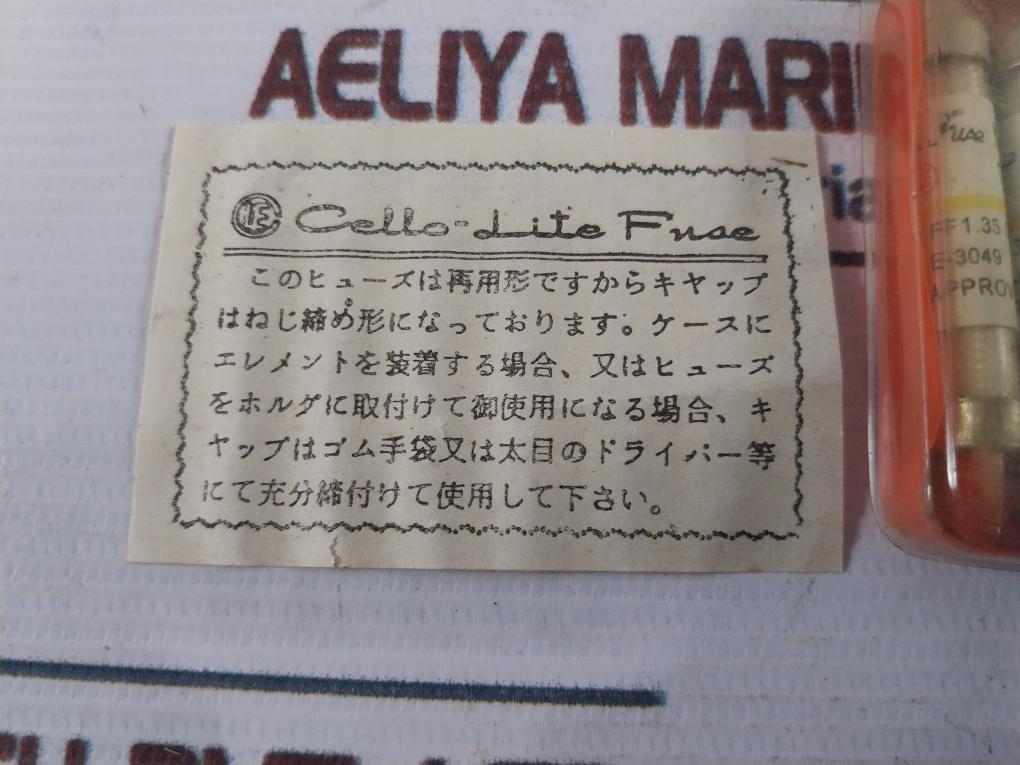 AELIYA MARI
Cello-Lite Fuse
このヒューズは再用形ですからキャップ
はねじ締め形になっております。ケースに
エレメントを装着する場合、又はヒューズ
をホルダに取付けて御使用になる場合、キ
ャップはゴム手袋又は太目のドライバー等
にて充分締付けて使用して下さい。
Fuse
FF1.35
E-3049
APPROV